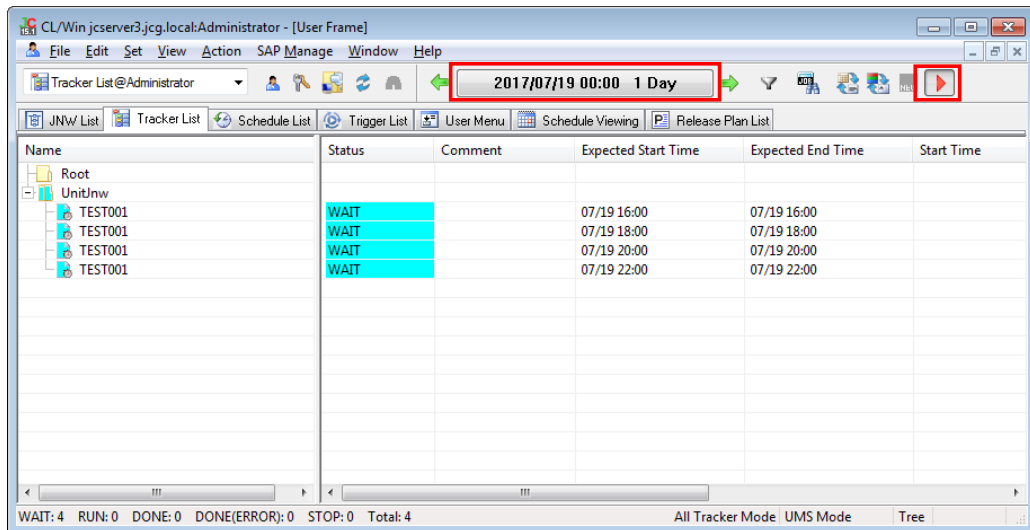 CL/Win jcserver3.jcg.local:Administrator - [User Frame]
File Edit Set View Action SAP Manage Window Help
Tracker List@Administrator 2017/07/19 00:00 1 Day
JNW List Tracker List Schedule List Trigger List User Menu Schedule Viewing Release Plan List
Name Status Comment Expected Start Time Expected End Time Start Time
Root
UnitJnw
TEST001 WAIT 07/19 16:00 07/19 16:00
TEST001 WAIT 07/19 18:00 07/19 18:00
TEST001 WAIT 07/19 20:00 07/19 20:00
TEST001 WAIT 07/19 22:00 07/19 22:00
WAIT: 4 RUN: 0 DONE: 0 DONE(ERROR): 0 STOP: 0 Total: 4 All Tracker Mode UMS Mode Tree